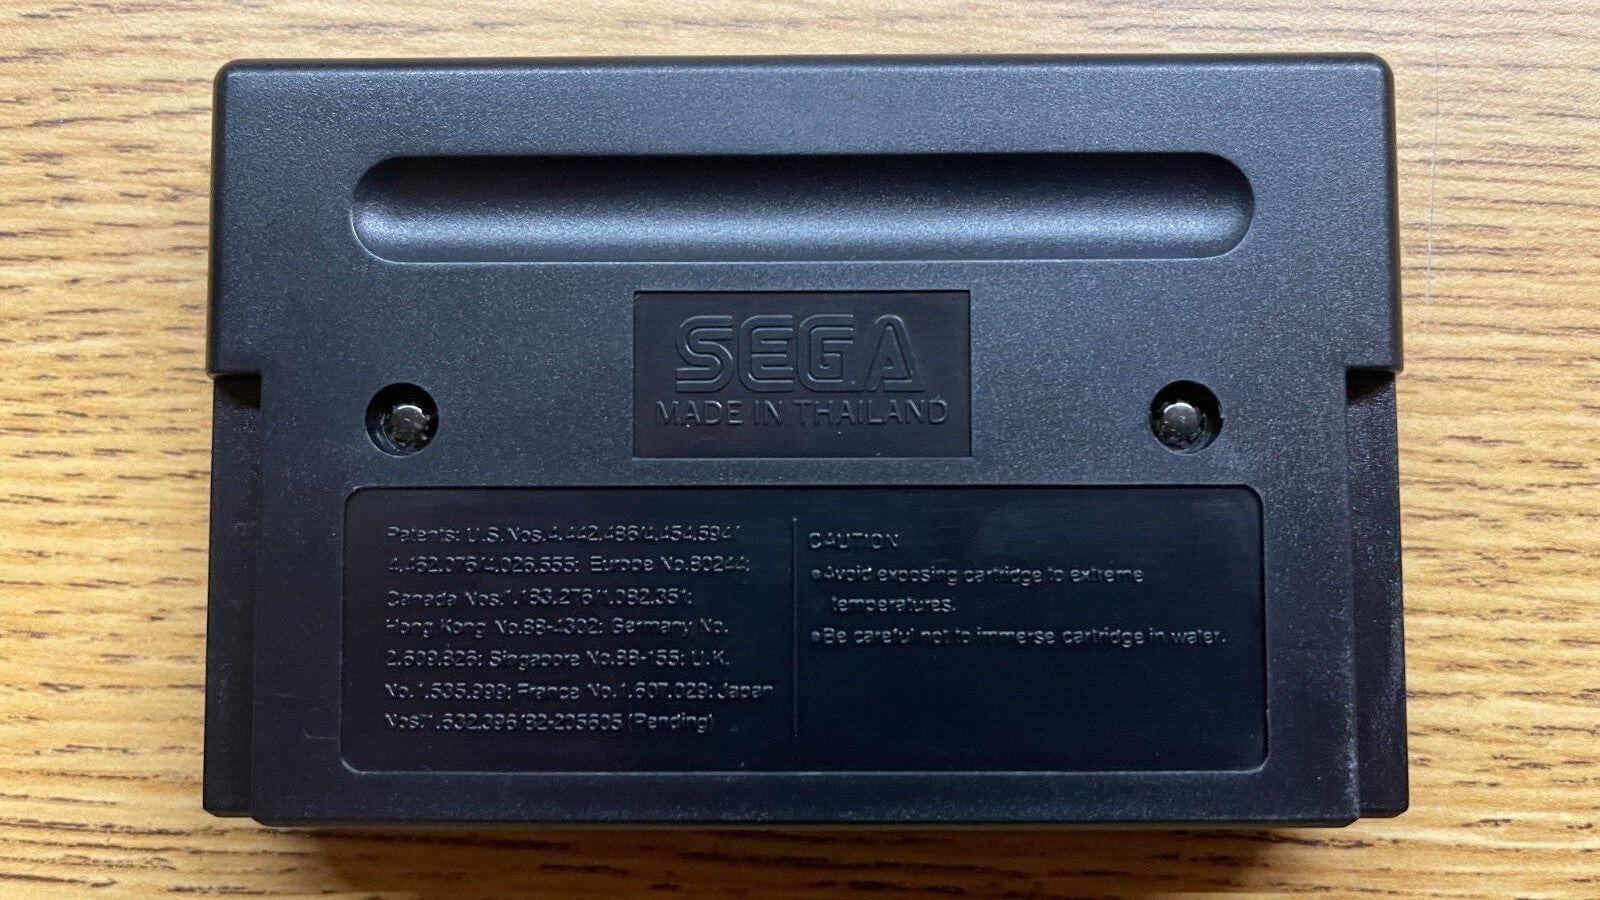 SEGA
MADE IN THAILAND
Patents: U.S. Nos. 4,442,486/4,454,594/
4,462,076/4,026,555; Europe No. 80244;
Canada Nos. 1,183,276/1,082,351;
Hong Kong No. 88-4302; Germany No.
2,609,826; Singapore No. 88-155; U.K.
No. 1,535,999; France No. 1,607,029; Japan
Nos. 1,632,396/82-205605 (Pending)
CAUTION
•Avoid exposing cartridge to extreme
temperatures.
•Be careful not to immerse cartridge in water.